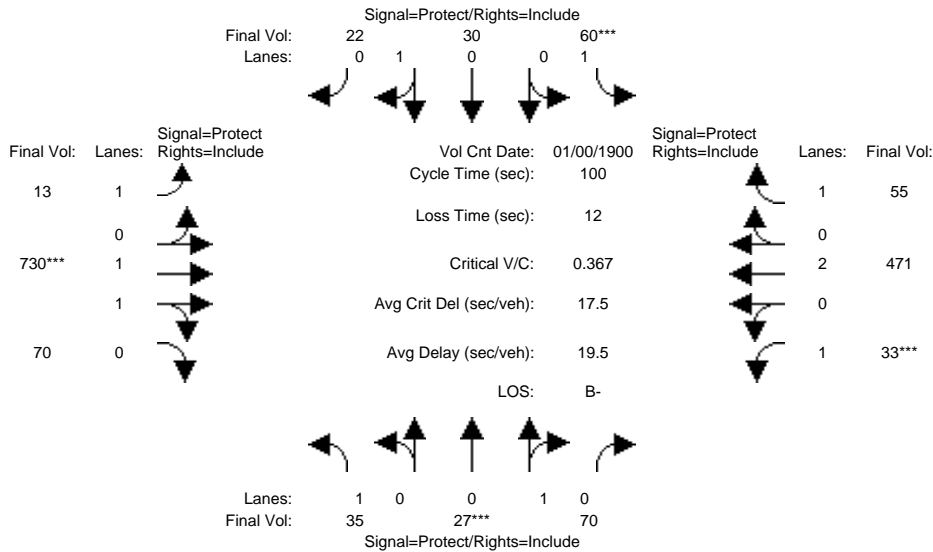 Signal=Protect/Rights=Include
Final Vol: 22 30 60***
Lanes: 0 1 0 0 1
Signal=Protect
Final Vol: Lanes: Rights=Include
Vol Cnt Date: 01/00/1900
Signal=Protect
Rights=Include Lanes: Final Vol:
Cycle Time (sec): 100
13 1
1 55
Loss Time (sec): 12
0
0
730*** 1
Critical V/C: 0.367
2 471
1
Avg Crit Del (sec/veh): 17.5
0
70 0
Avg Delay (sec/veh): 19.5
1 33***
LOS: B-
Lanes: 1 0 0 1 0
Final Vol: 35 27*** 70
Signal=Protect/Rights=Include